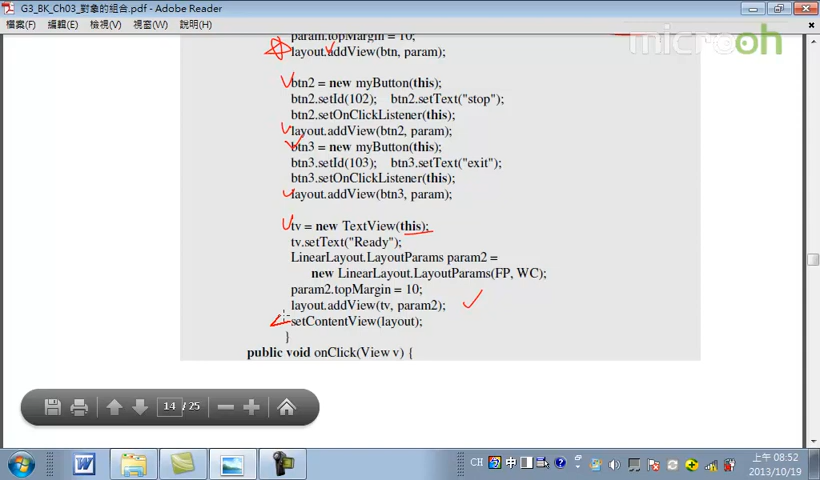 G3_BK_Ch03_對象的組合.pdf - Adobe Reader
檔案(F) 編輯(E) 檢視(V) 視窗(W) 說明(H)
microoh
param.topMargin = 10;
layout.addView(btn, param);
btn2 = new myButton(this);
btn2.setId(102); btn2.setText("stop");
btn2.setOnClickListener(this);
layout.addView(btn2, param);
btn3 = new myButton(this);
btn3.setId(103); btn3.setText("exit");
btn3.setOnClickListener(this);
layout.addView(btn3, param);
tv = new TextView(this);
tv.setText("Ready");
LinearLayout.LayoutParams param2 =
new LinearLayout.LayoutParams(FP, WC);
param2.topMargin = 10;
layout.addView(tv, param2);
setContentView(layout);
}
public void onClick(View v) {
14 / 25
CH 中 上午 08:52
2013/10/19